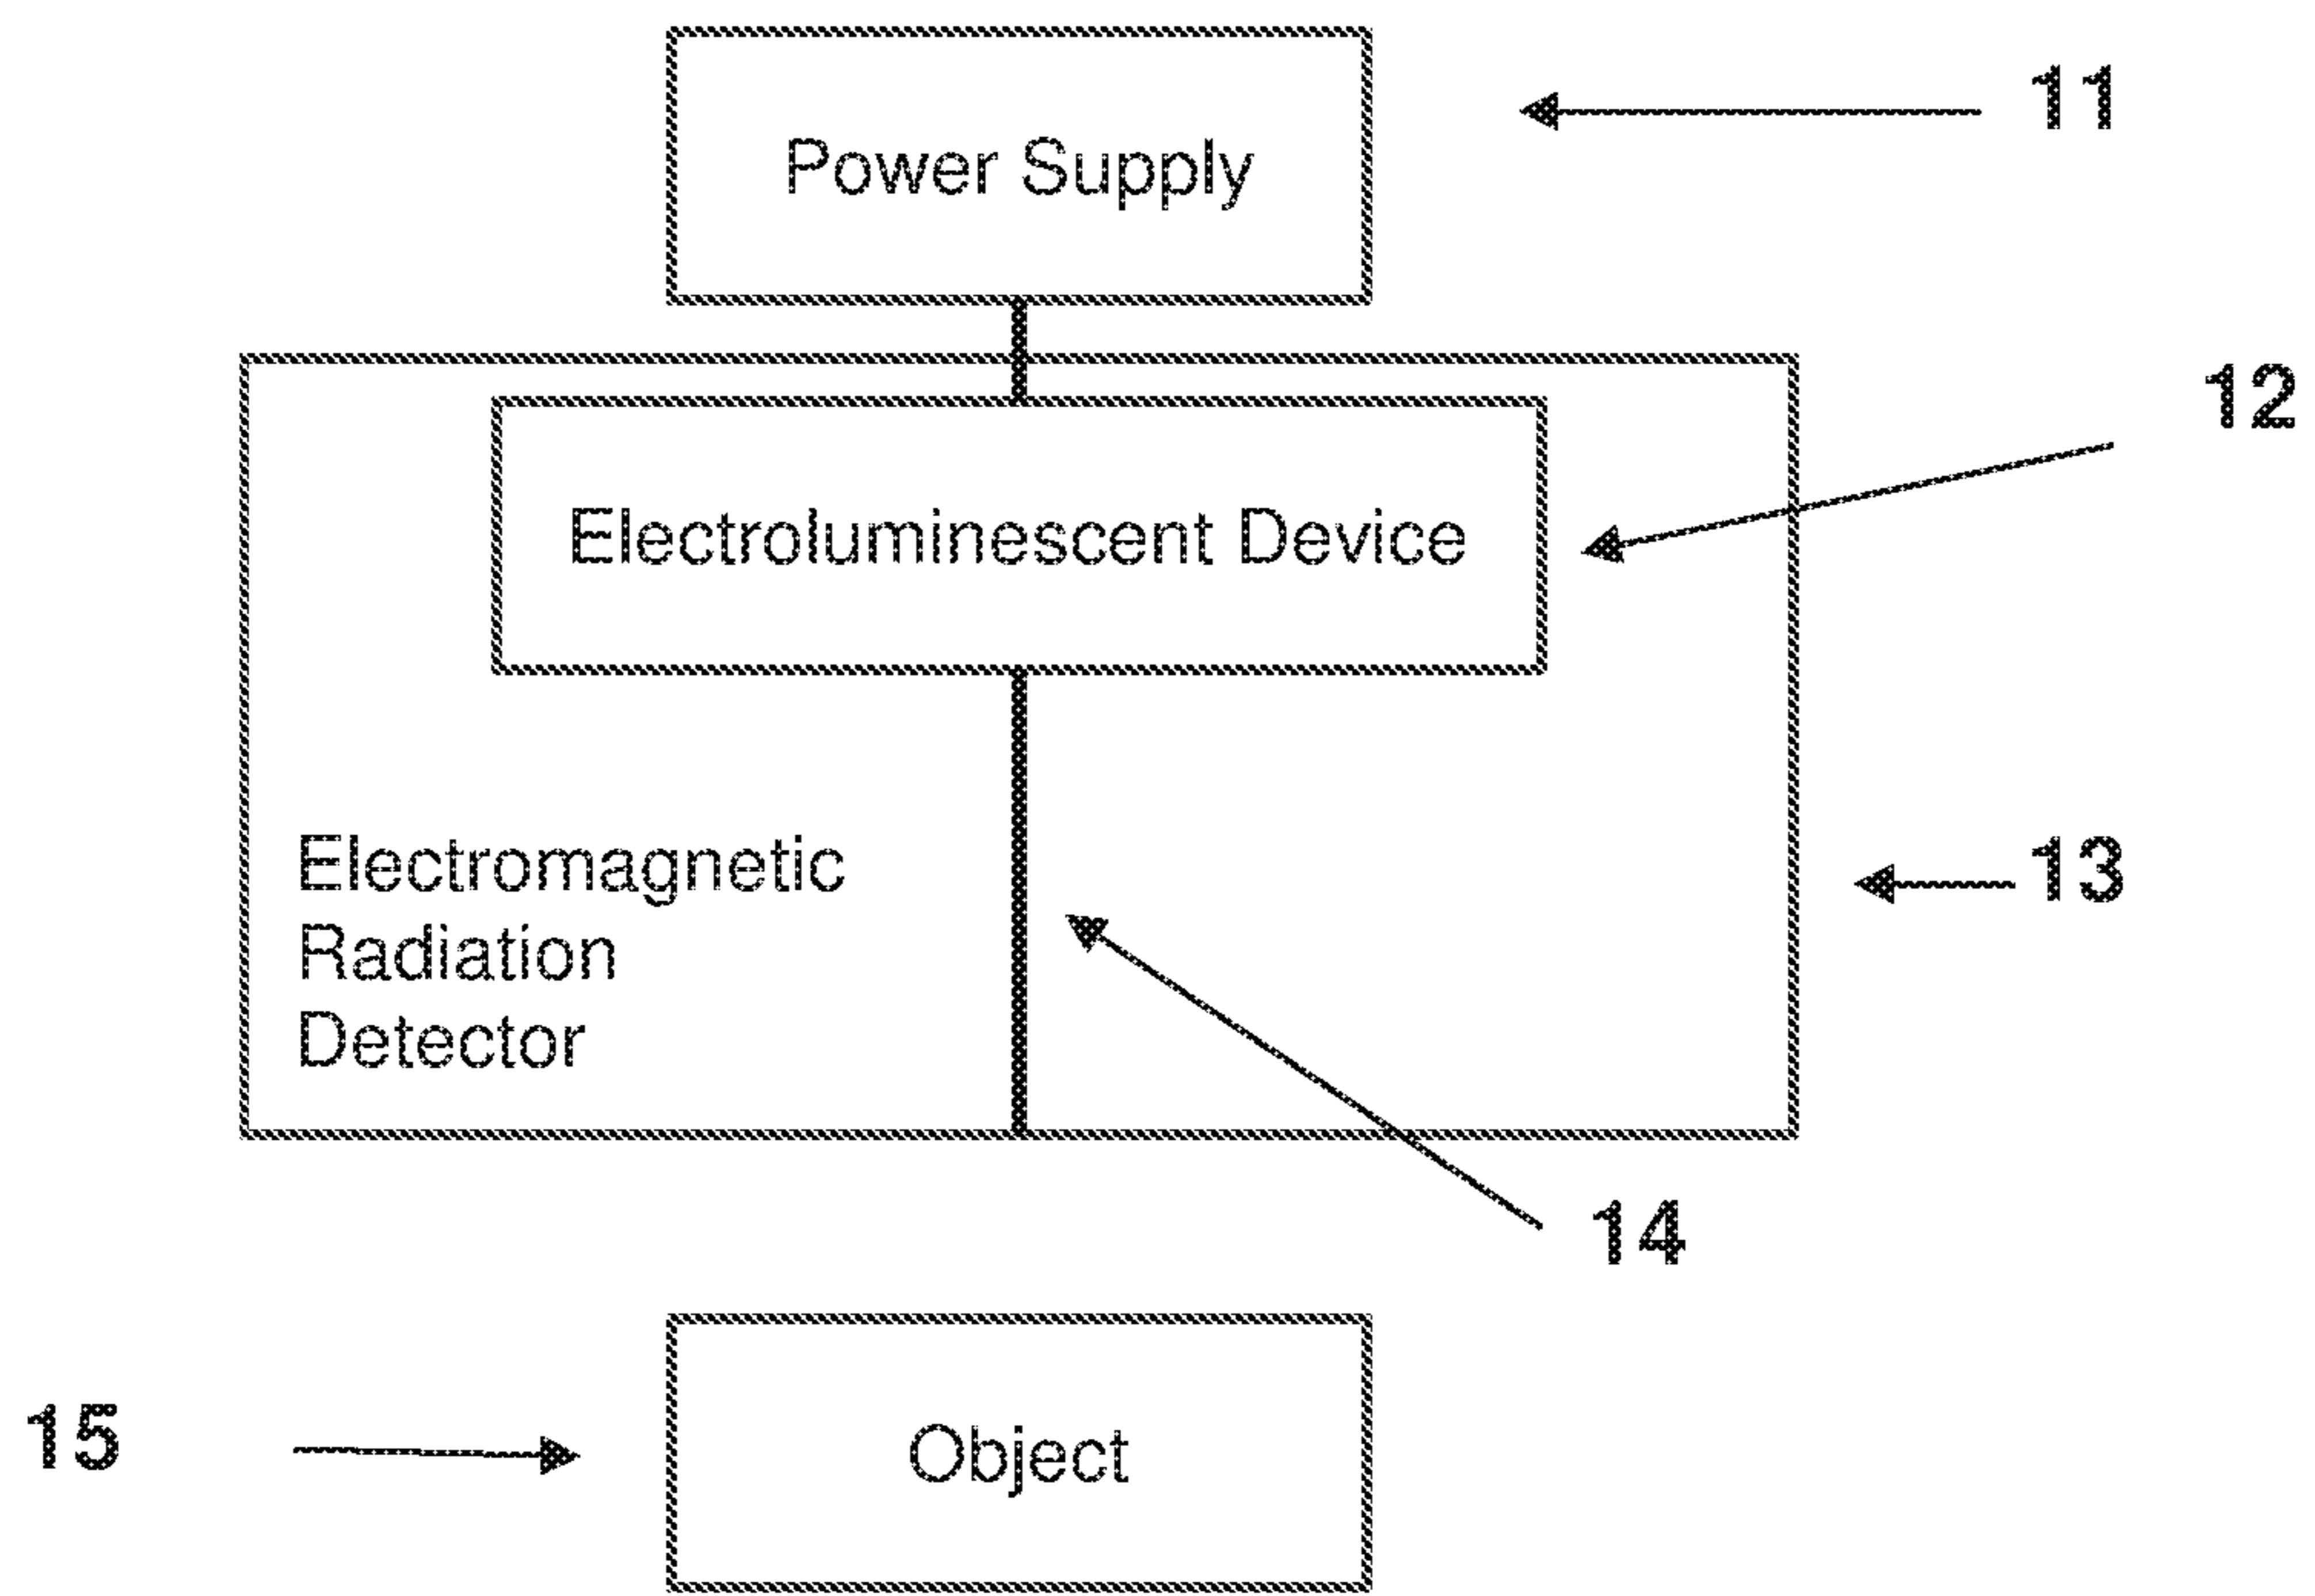 Power Supply
11
12
Electroluminescent Device
13
Electromagnetic
Radiation
Detector
14
15
Object